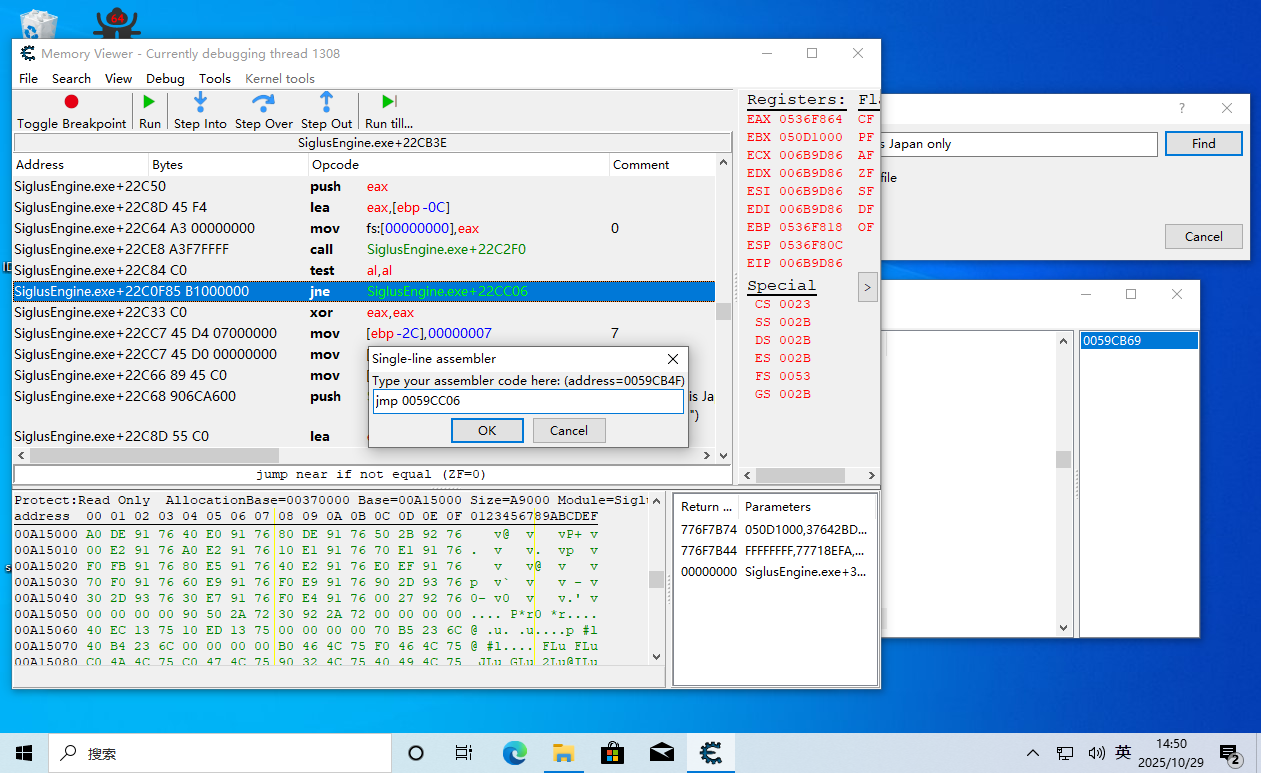 64
Memory Viewer - Currently debugging thread 1308
File Search View Debug Tools Kernel tools
Toggle Breakpoint Run Step Into Step Over Step Out Run till...
SiglusEngine.exe+22CB3E
Address Bytes Opcode Comment
SiglusEngine.exe+22C50 push eax
SiglusEngine.exe+22C8D 45 F4 lea eax,[ebp-0C]
SiglusEngine.exe+22C64 A3 00000000 mov fs:[00000000],eax 0
SiglusEngine.exe+22CE8 A3F7FFFF call SiglusEngine.exe+22C2F0
SiglusEngine.exe+22C84 C0 test al,al
SiglusEngine.exe+22C0F85 B1000000 jne SiglusEngine.exe+22CC06
SiglusEngine.exe+22C33 C0 xor eax,eax
SiglusEngine.exe+22CC7 45 D4 07000000 mov [ebp-2C],00000007 7
SiglusEngine.exe+22CC7 45 D0 00000000 mov
SiglusEngine.exe+22C66 89 45 C0 mov
SiglusEngine.exe+22C68 906CA600 push is Ja
")
SiglusEngine.exe+22C8D 55 C0 lea
jump near if not equal (ZF=0)
Single-line assembler
Type your assembler code here: (address=0059CB4F)
jmp 0059CC06
OK Cancel
Registers: Fl
EAX 0536F864 CF
EBX 050D1000 PF
ECX 006B9D86 AF
EDX 006B9D86 ZF
ESI 006B9D86 SF
EDI 006B9D86 DF
EBP 0536F818 OF
ESP 0536F80C
EIP 006B9D86
Special >
CS 0023
SS 002B
DS 002B
ES 002B
FS 0053
GS 002B
Protect:Read Only AllocationBase=00370000 Base=00A15000 Size=A9000 Module=Siglu
address 00 01 02 03 04 05 06 07 08 09 0A 0B 0C 0D 0E 0F 0123456789ABCDEF
00A15000 A0 DE 91 76 40 E0 91 76 80 DE 91 76 50 2B 92 76 v@ v vP+ v
00A15010 00 E2 91 76 A0 E2 91 76 10 E1 91 76 70 E1 91 76 . v v. vp v
00A15020 F0 FB 91 76 80 E5 91 76 40 E2 91 76 E0 EF 91 76 v v@ v v
00A15030 70 F0 91 76 60 E9 91 76 F0 E9 91 76 90 2D 93 76 p v` v v - v
00A15040 30 2D 93 76 30 E7 91 76 F0 E4 91 76 00 27 92 76 0- v0 v v.' v
00A15050 00 00 00 00 90 50 2A 72 30 92 2A 72 00 00 00 00 .... P*r0 *r....
00A15060 40 EC 13 75 10 ED 13 75 00 00 00 00 70 B5 23 6C @ .u. .u....p #l
00A15070 40 B4 23 6C 00 00 00 00 B0 46 4C 75 F0 46 4C 75 @ #l.... FLu FLu
00A15080 C0 4A 4C 75 C0 47 4C 75 90 32 4C 75 40 49 4C 75 JLu GLu 2Lu@ILu
Return ... Parameters
776F7B74 050D1000,37642BD...
776F7B44 FFFFFFFF,77718EFA,...
00000000 SiglusEngine.exe+3...
?
s Japan only Find
file
Cancel
0059CB69
搜索
英
14:50
2025/10/29
2